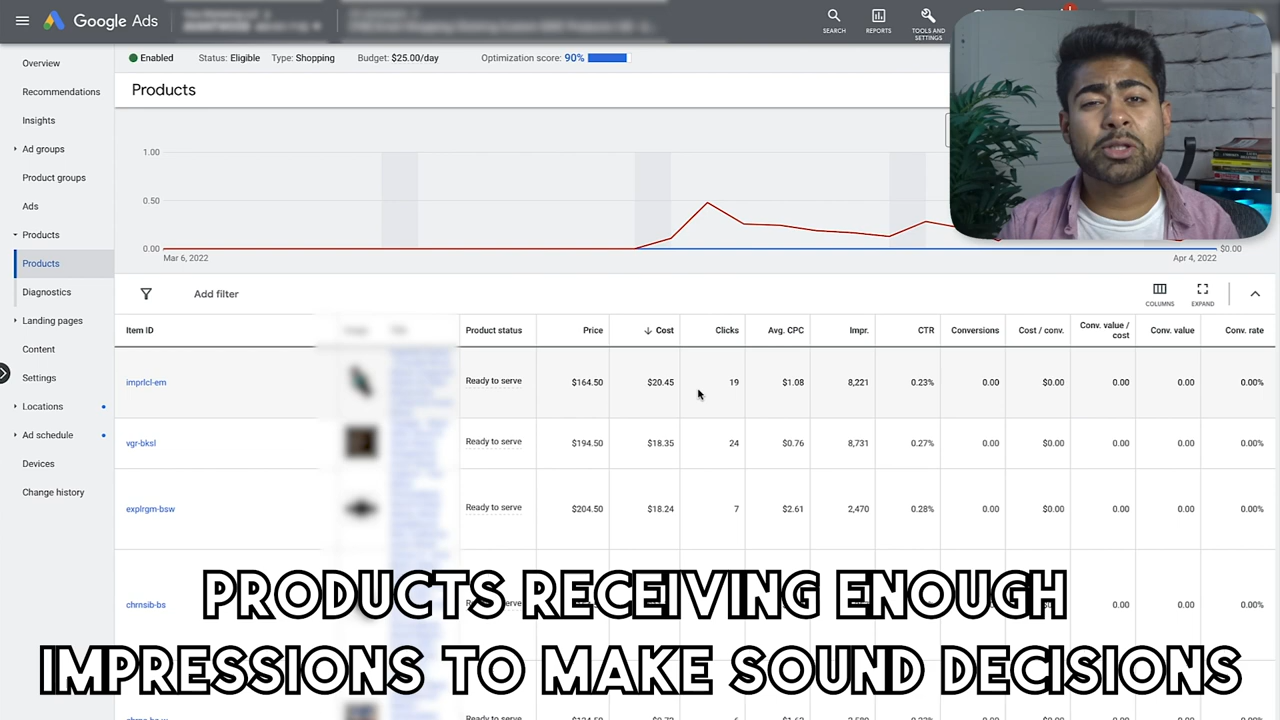 Google Ads
SEARCH
REPORTS
TOOLS AND SETTINGS
Enabled Status: Eligible Type: Shopping Budget: $25.00/day Optimization score: 90%
Products
Overview
Recommendations
Insights
Ad groups
Product groups
Ads
Products
Products
Diagnostics
Landing pages
Content
Settings
Locations
Ad schedule
Devices
Change history
1.00
0.50
0.00 $0.00
Mar 6, 2022 Apr 4, 2022
Add filter
COLUMNS EXPAND
Item ID Product status Price Cost Clicks Avg. CPC Impr. CTR Conversions Cost / conv. Conv. value / cost Conv. value Conv. rate
imprlcl-em Ready to serve $164.50 $20.45 19 $1.08 8,221 0.23% 0.00 $0.00 0.00 0.00 0.00%
vgr-bksl Ready to serve $194.50 $18.35 24 $0.76 8,731 0.27% 0.00 $0.00 0.00 0.00 0.00%
explrgm-bsw Ready to serve $204.50 $18.24 7 $2.61 2,470 0.28% 0.00 $0.00 0.00 0.00 0.00%
chrnsib-bs 0.00 0.00 0.00%
PRODUCTS RECEIVING ENOUGH
IMPRESSIONS TO MAKE SOUND DECISIONS